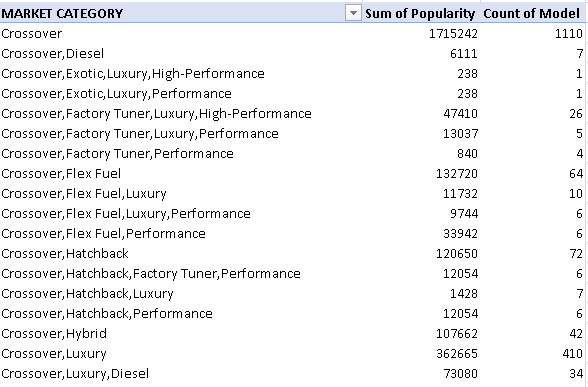 MARKET CATEGORY Sum of Popularity Count of Model
Crossover 1715242 1110
Crossover,Diesel 6111 7
Crossover,Exotic,Luxury,High-Performance 238 1
Crossover,Exotic,Luxury,Performance 238 1
Crossover,Factory Tuner,Luxury,High-Performance 47410 26
Crossover,Factory Tuner,Luxury,Performance 13037 5
Crossover,Factory Tuner,Performance 840 4
Crossover,Flex Fuel 132720 64
Crossover,Flex Fuel,Luxury 11732 10
Crossover,Flex Fuel,Luxury,Performance 9744 6
Crossover,Flex Fuel,Performance 33942 6
Crossover,Hatchback 120650 72
Crossover,Hatchback,Factory Tuner,Performance 12054 6
Crossover,Hatchback,Luxury 1428 7
Crossover,Hatchback,Performance 12054 6
Crossover,Hybrid 107662 42
Crossover,Luxury 362665 410
Crossover,Luxury,Diesel 73080 34